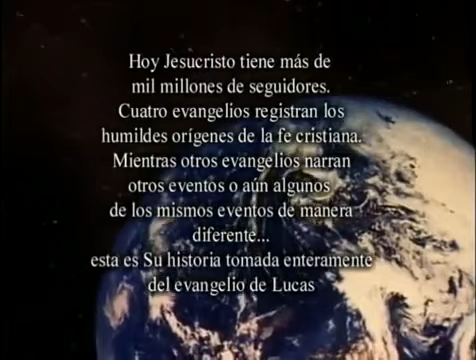 Hoy Jesucristo tiene más de
mil millones de seguidores.
Cuatro evangelios registran los
humildes orígenes de la fe cristiana.
Mientras otros evangelios narran
otros eventos o aún algunos
de los mismos eventos de manera
diferente...
esta es Su historia tomada enteramente
del evangelio de Lucas